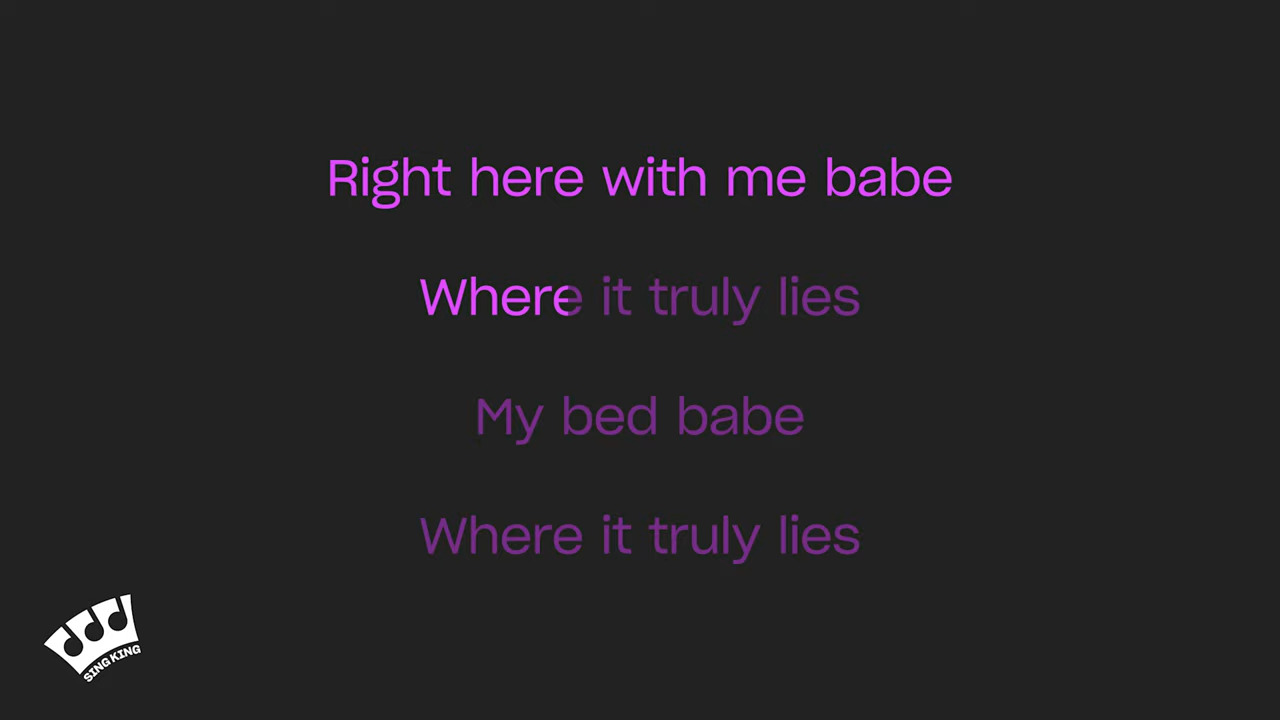 Right here with me babe
Where it truly lies
My bed babe
Where it truly lies
SING KING